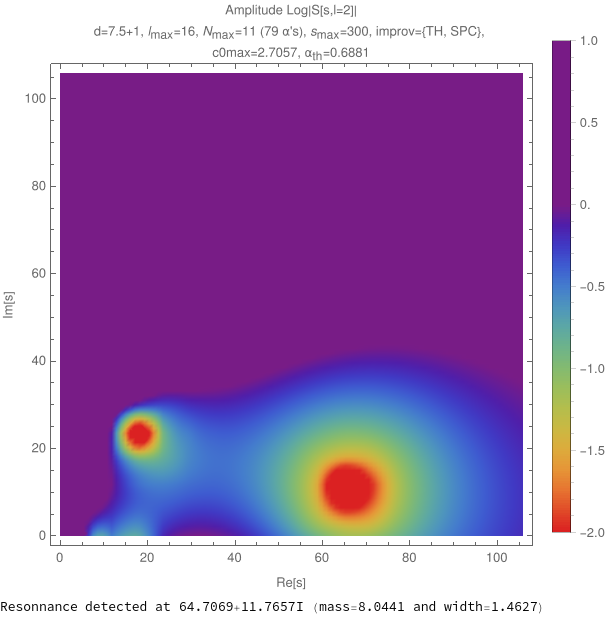 Amplitude Log|S[s,l=2]|
d=7.5+1, lmax=16, Nmax=11 (79 α's), smax=300, improv={TH, SPC},
c0max=2.7057, αth=0.6881
1.0
0.5
0.
-0.5
-1.0
-1.5
-2.0
100
80
60
40
20
0
Im[s]
0 20 40 60 80 100
Re[s]
Resonnance detected at 64.7069+11.7657I (mass=8.0441 and width=1.4627)